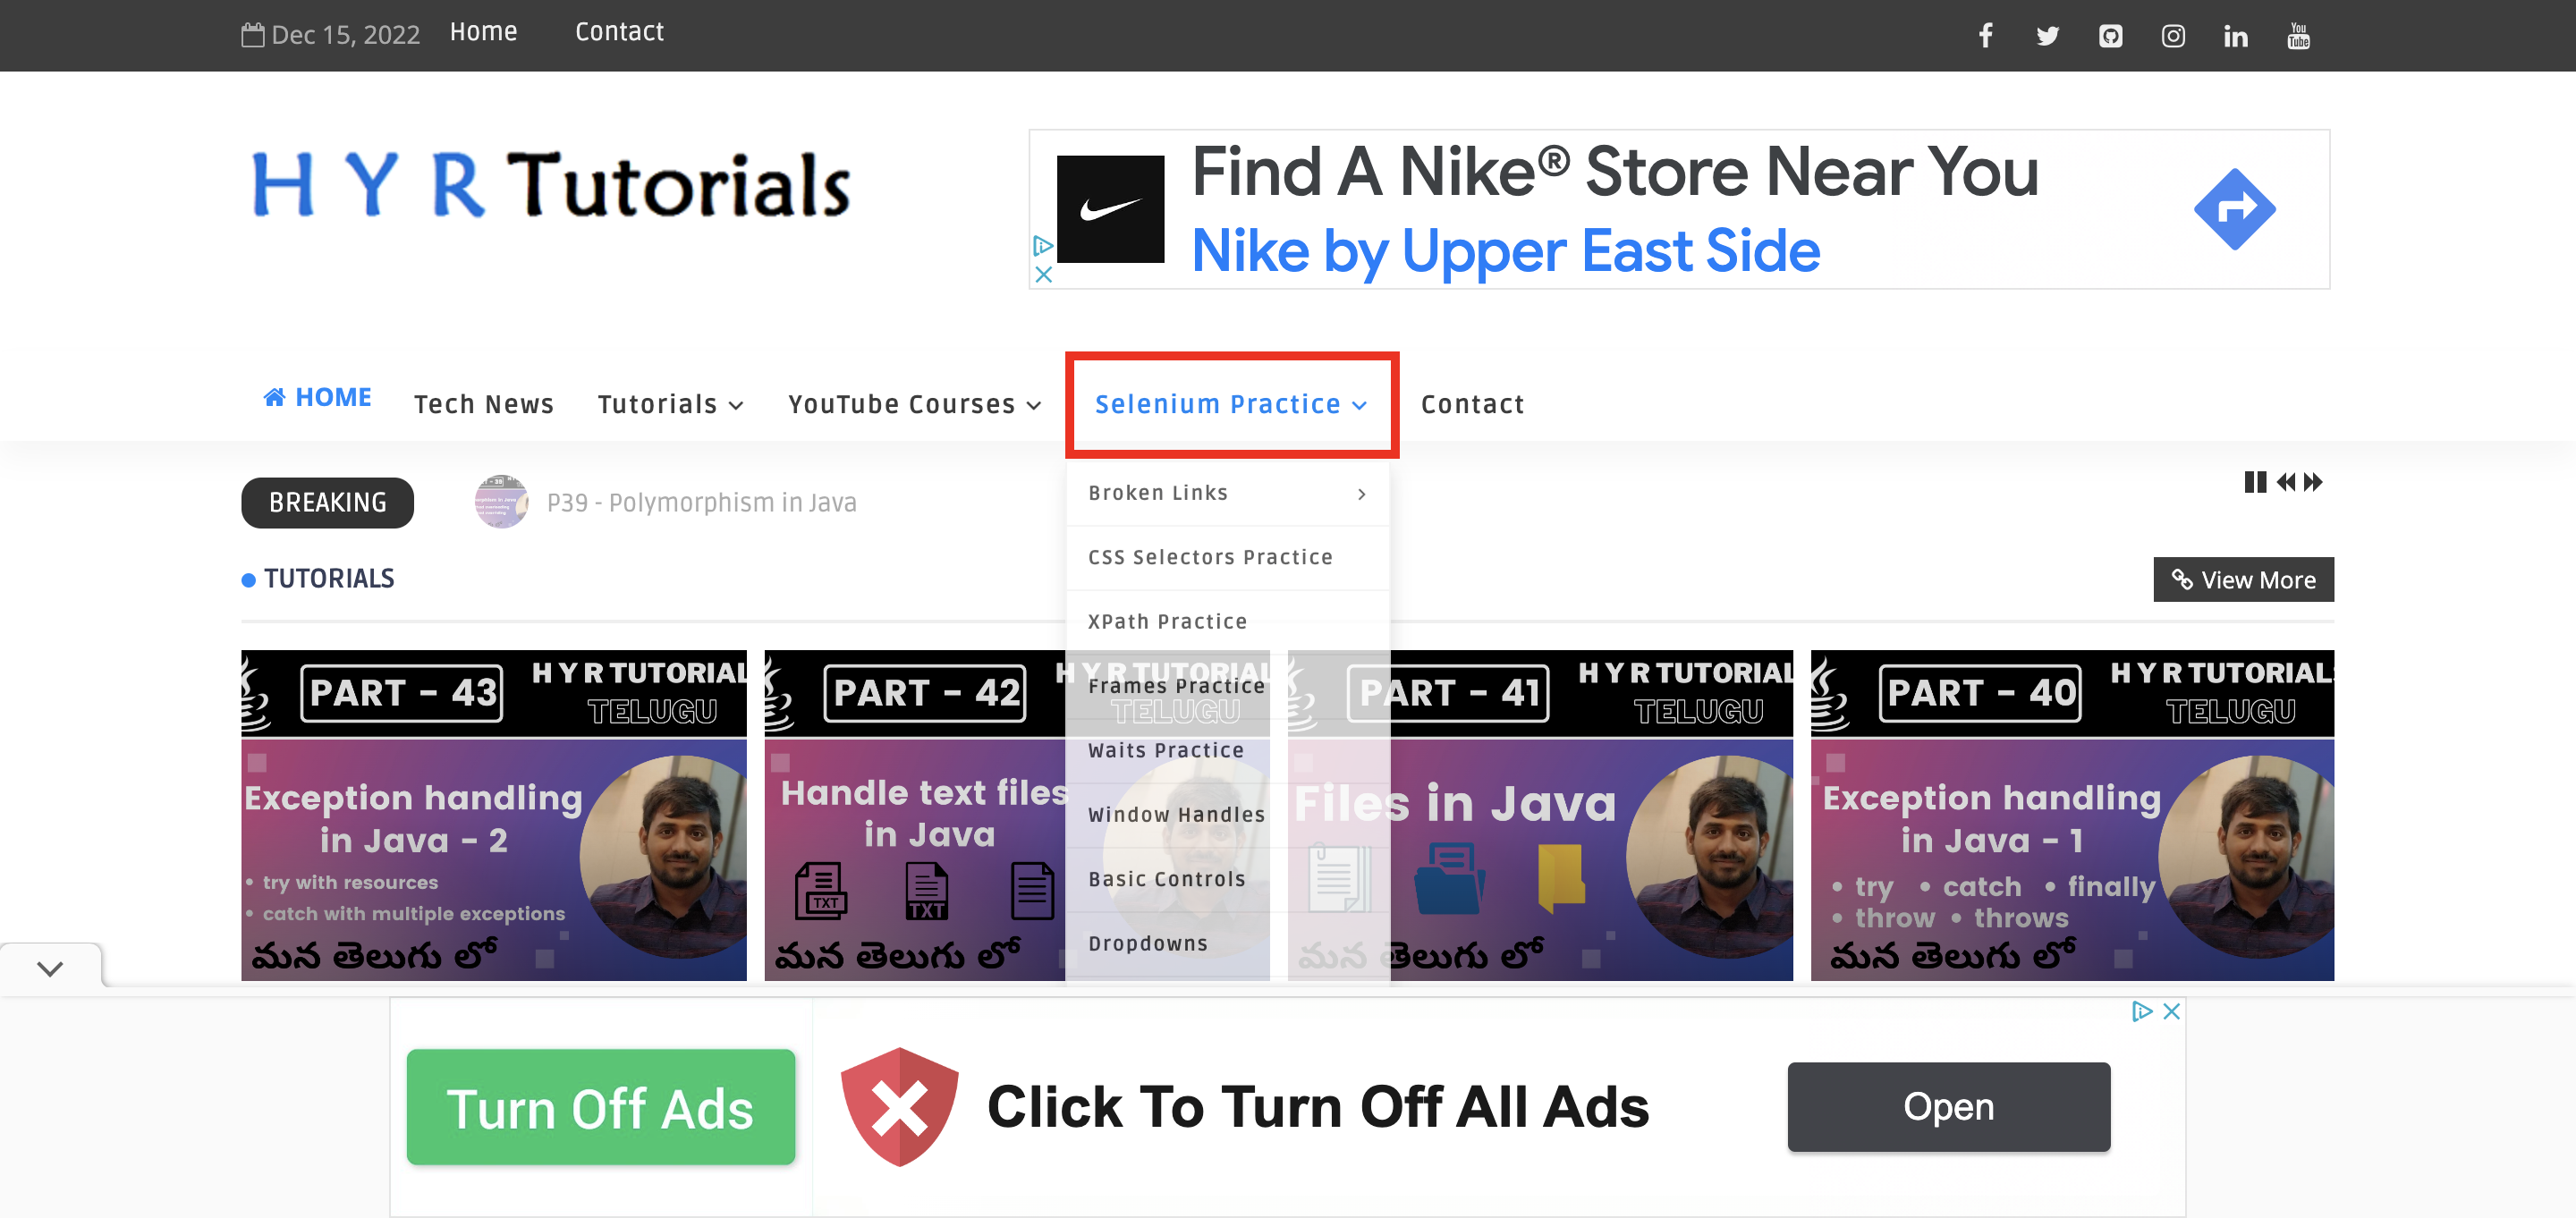 Dec 15, 2022 Home Contact
You
Tube
H Y R Tutorials
Find A Nike® Store Near You
Nike by Upper East Side
HOME Tech News Tutorials YouTube Courses Selenium Practice Contact
BREAKING P39 - Polymorphism in Java
TUTORIALS View More
Broken Links
CSS Selectors Practice
XPath Practice
Frames Practice
Waits Practice
Window Handles
Basic Controls
Dropdowns
PART - 43 H Y R TUTORIAL
TELUGU
Exception handling
in Java - 2
• try with resources
• catch with multiple exceptions
మన తెలుగు లో
PART - 42 H Y R TUTORIAL
TELUGU
Handle text files
in Java
TXT TXT
మన తెలుగు లో
PART - 41 H Y R TUTORIAL
TELUGU
Files in Java
మన తెలుగు లో
PART - 40 H Y R TUTORIAL
TELUGU
Exception handling
in Java - 1
• try • catch • finally
• throw • throws
మన తెలుగు లో
Turn Off Ads Click To Turn Off All Ads Open